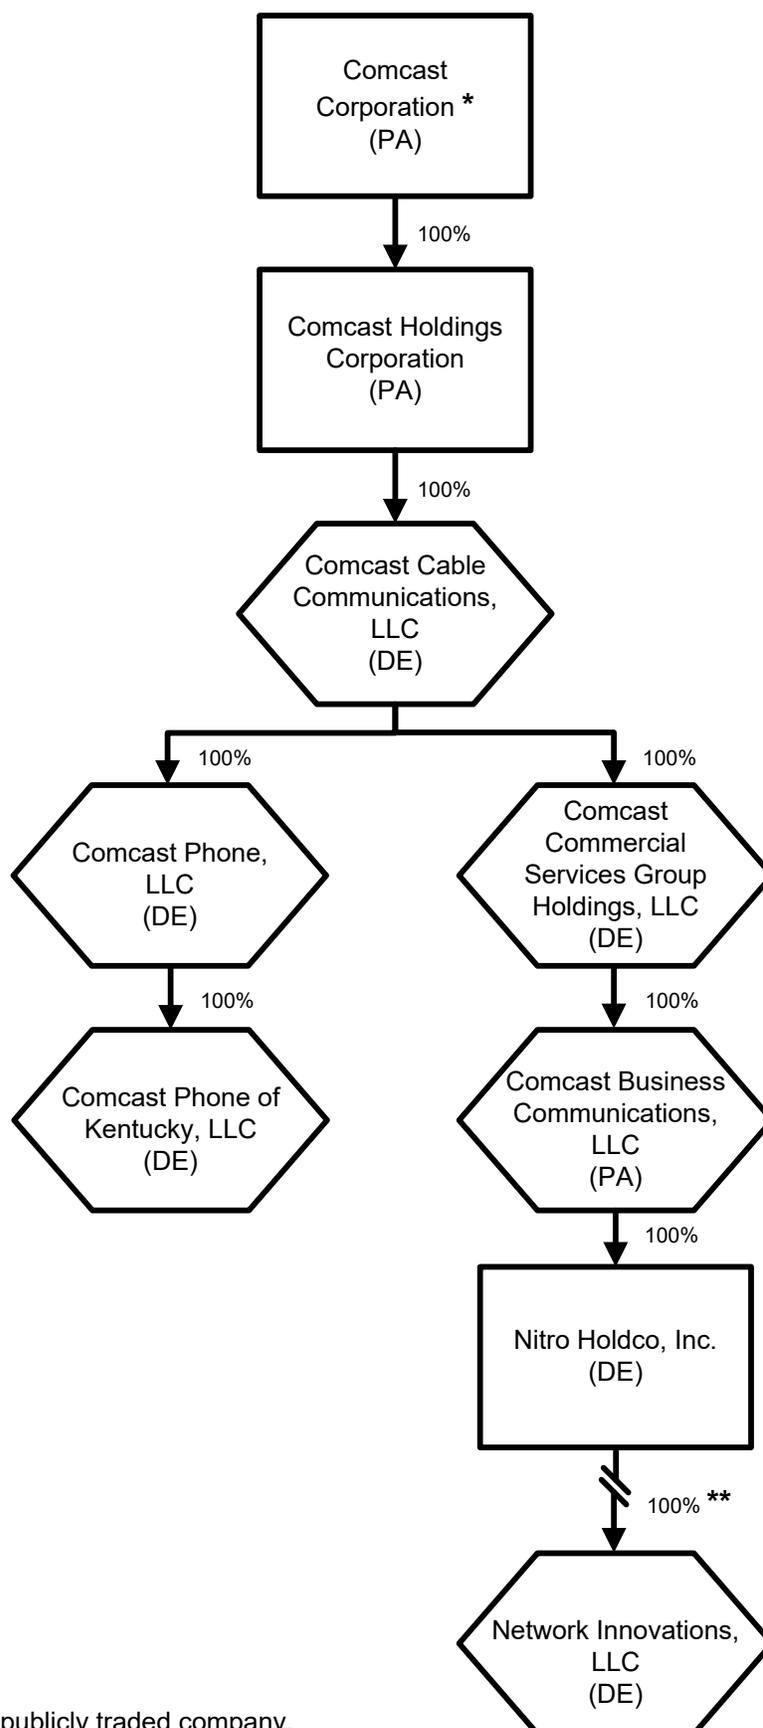 Comcast
Corporation *
(PA)
100%
Comcast Holdings
Corporation
(PA)
100%
Comcast Cable
Communications,
LLC
(DE)
100%
100%
Comcast Phone,
LLC
(DE)
Comcast
Commercial
Services Group
Holdings, LLC
(DE)
100%
100%
Comcast Phone of
Kentucky, LLC
(DE)
Comcast Business
Communications,
LLC
(PA)
100%
Nitro Holdco, Inc.
(DE)
100% **
Network Innovations,
LLC
(DE)
publicly traded company.